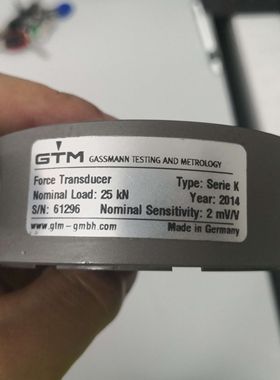 GTM GASSMANN TESTING AND METROLOGY
Force Transducer Type: Serie K
Nominal Load: 25 kN Year: 2014
S/N: 61296 Nominal Sensitivity: 2 mV/V
www.gtm-gmbh.com Made in Germany